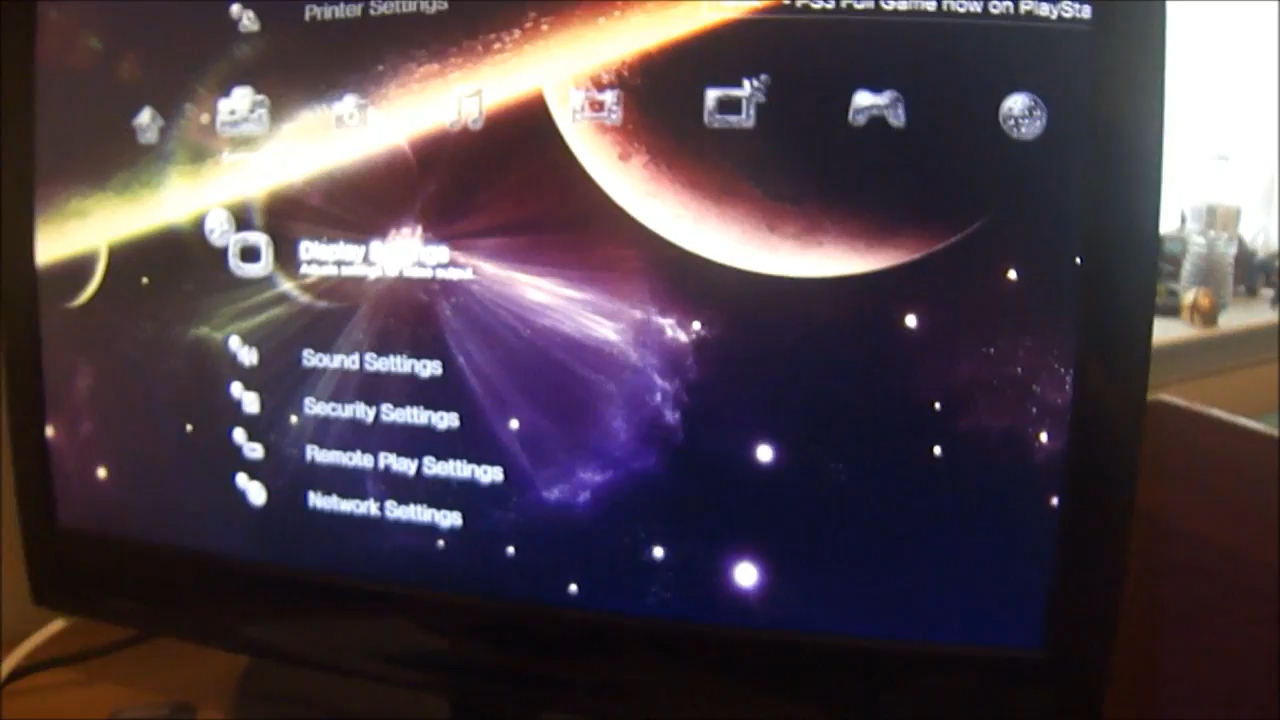 Printer Settings
PS3 Full Game now on PlaySta
Display Settings
Sound Settings
Security Settings
Remote Play Settings
Network Settings